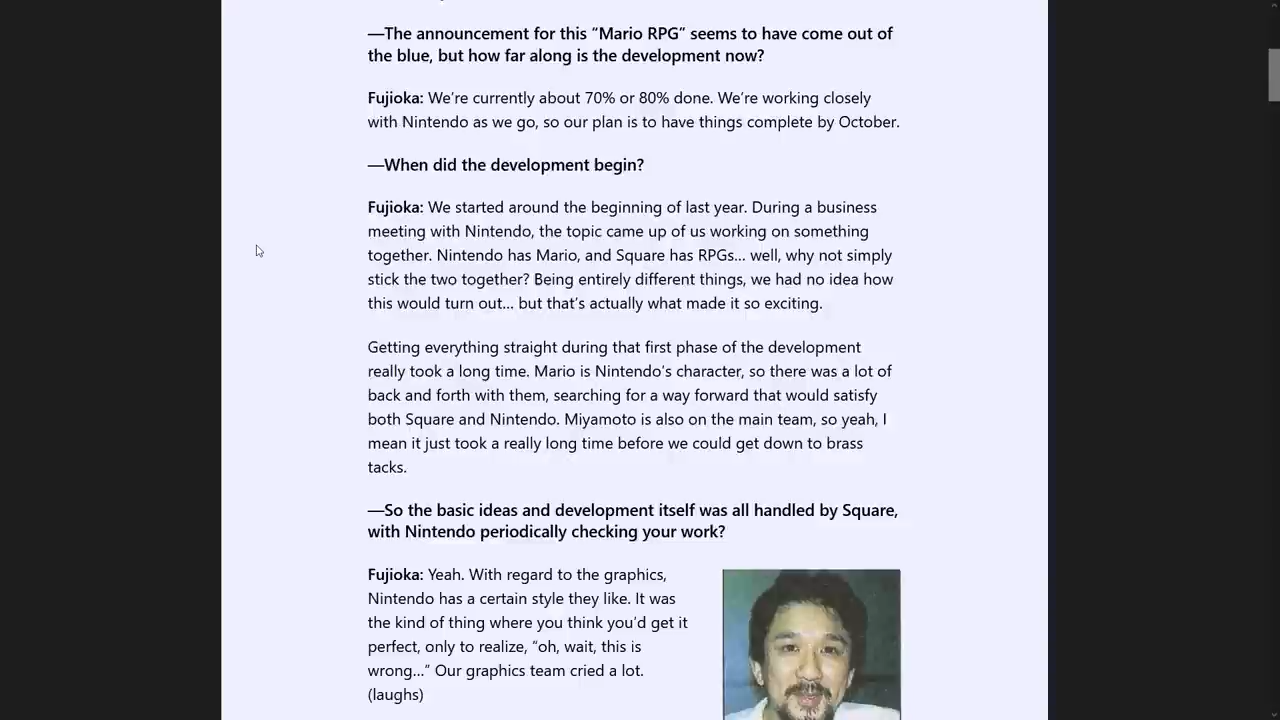 —The announcement for this “Mario RPG” seems to have come out of
the blue, but how far along is the development now?
Fujioka: We’re currently about 70% or 80% done. We’re working closely
with Nintendo as we go, so our plan is to have things complete by October.
—When did the development begin?
Fujioka: We started around the beginning of last year. During a business
meeting with Nintendo, the topic came up of us working on something
together. Nintendo has Mario, and Square has RPGs… well, why not simply
stick the two together? Being entirely different things, we had no idea how
this would turn out… but that’s actually what made it so exciting.
Getting everything straight during that first phase of the development
really took a long time. Mario is Nintendo’s character, so there was a lot of
back and forth with them, searching for a way forward that would satisfy
both Square and Nintendo. Miyamoto is also on the main team, so yeah, I
mean it just took a really long time before we could get down to brass
tacks.
—So the basic ideas and development itself was all handled by Square,
with Nintendo periodically checking your work?
Fujioka: Yeah. With regard to the graphics,
Nintendo has a certain style they like. It was
the kind of thing where you think you’d get it
perfect, only to realize, “oh, wait, this is
wrong…” Our graphics team cried a lot.
(laughs)